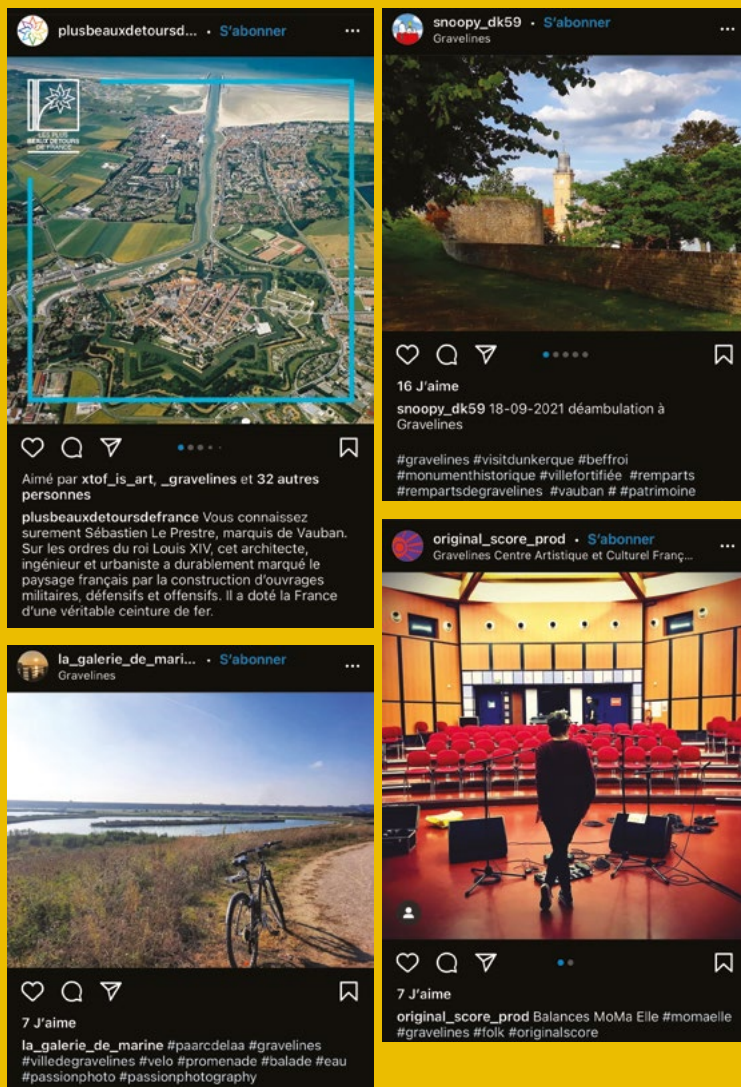 plusbeauxdetoursd... • S'abonner
LES PLUS
BEAUX DÉTOURS
DE FRANCE
Aimé par xtof_is_art, _gravelines et 32 autres
personnes
plusbeauxdetoursdefrance Vous connaissez
surement Sébastien Le Prestre, marquis de Vauban.
Sur les ordres du roi Louis XIV, cet architecte,
ingénieur et urbaniste a durablement marqué le
paysage français par la construction d'ouvrages
militaires, défensifs et offensifs. Il a doté la France
d'une véritable ceinture de fer.
la_galerie_de_mari... • S'abonner
Gravelines
7 J'aime
la_galerie_de_marine #paarcdelaa #gravelines
#villedegravelines #velo #promenade #balade #eau
#passionphoto #passionphotography
snoopy_dk59 • S'abonner
Gravelines
16 J'aime
snoopy_dk59 18-09-2021 déambulation à
Gravelines
#gravelines #visitdunkerque #beffroi
#monumenthistorique #villefortifiée #remparts
#rempartsdegravelines #vauban # #patrimoine
original_score_prod • S'abonner
Gravelines Centre Artistique et Culturel Franç...
7 J'aime
original_score_prod Balances MoMa Elle #momaelle
#gravelines #folk #originalscore